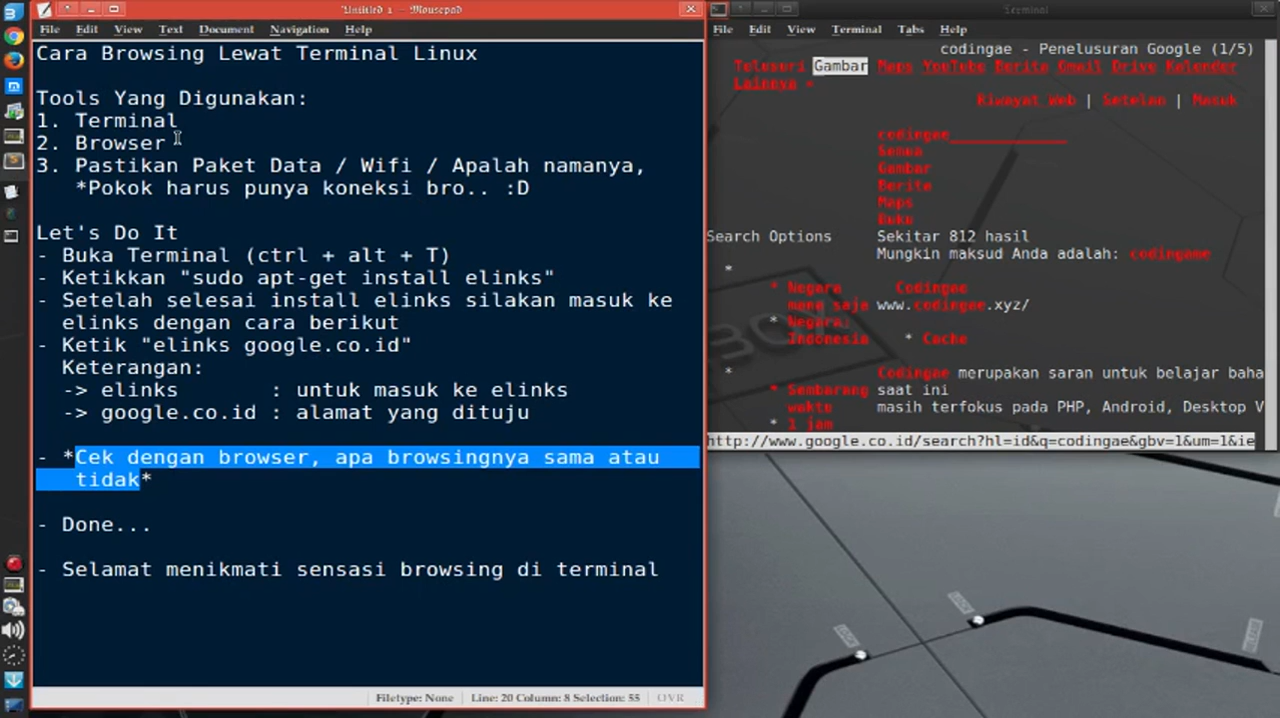 Untitled 1 - Mousepad
File Edit View Text Document Navigation Help
Cara Browsing Lewat Terminal Linux
Tools Yang Digunakan:
1. Terminal
2. Browser
3. Pastikan Paket Data / Wifi / Apalah namanya,
*Pokok harus punya koneksi bro.. :D
Let's Do It
- Buka Terminal (ctrl + alt + T)
- Ketikkan "sudo apt-get install elinks"
- Setelah selesai install elinks silakan masuk ke
elinks dengan cara berikut
- Ketik "elinks google.co.id"
Keterangan:
-> elinks : untuk masuk ke elinks
-> google.co.id : alamat yang dituju
- *Cek dengan browser, apa browsingnya sama atau
tidak*
- Done...
- Selamat menikmati sensasi browsing di terminal
Filetype: None Line: 20 Column: 8 Selection: 55 OVR
Terminal
File Edit View Terminal Tabs Help
codingae - Penelusuran Google (1/5)
Telusuri Gambar Maps YouTube Berita Gmail Drive Kalender
Lainnya »
Riwayat Web | Setelan | Masuk
codingae
Semua
Gambar
Berita
Maps
Buku
Search Options Sekitar 812 hasil
Mungkin maksud Anda adalah: codingame
*
* Negara Codingae
mana saja www.codingae.xyz/
* Negara:
Indonesia * Cache
* Codingae merupakan saran untuk belajar baha
* Sembarang saat ini
waktu masih terfokus pada PHP, Android, Desktop V
* 1 jam
http://www.google.co.id/search?hl=id&q=codingae&gbv=1&um=1&ie